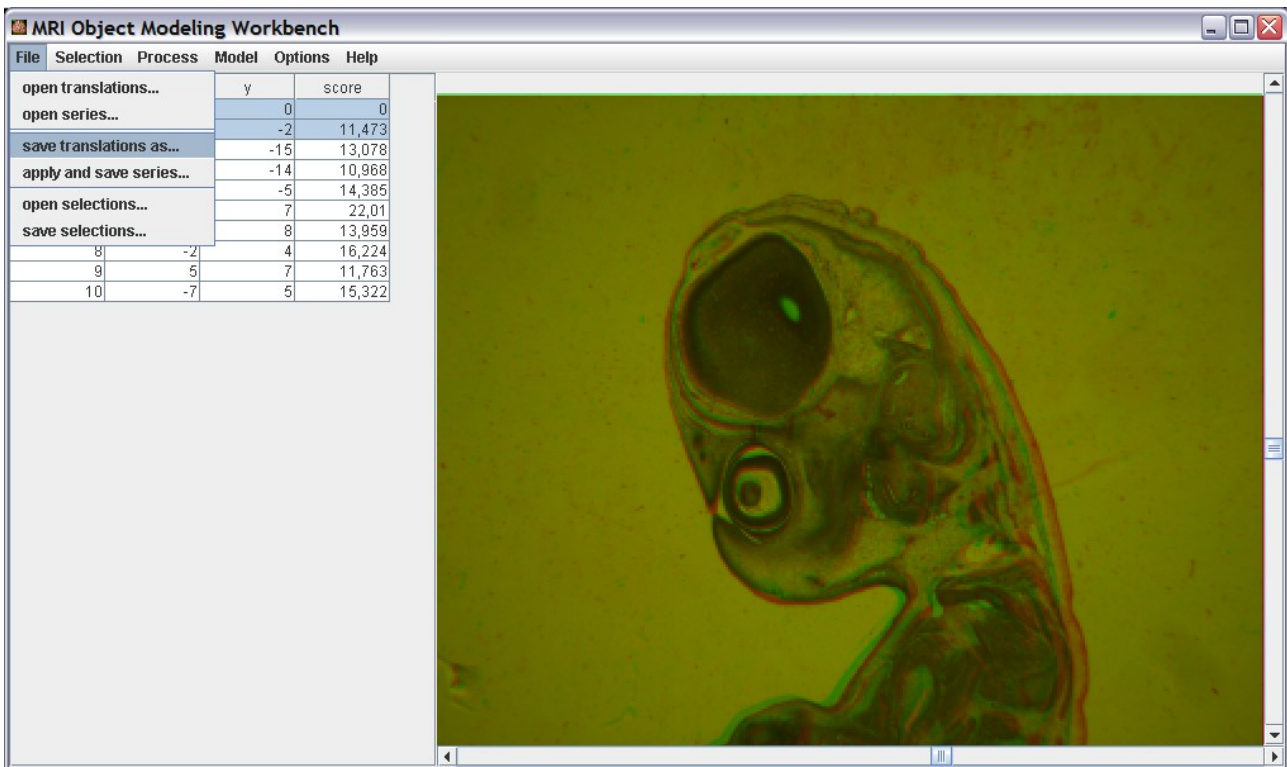 MRI Object Modeling Workbench
File Selection Process Model Options Help
open translations...
open series...
save translations as...
apply and save series...
open selections...
save selections...
y score
0 0
-2 11,473
-15 13,078
-14 10,968
-5 14,385
7 22,01
8 13,959
8 -2 4 16,224
9 5 7 11,763
10 -7 5 15,322